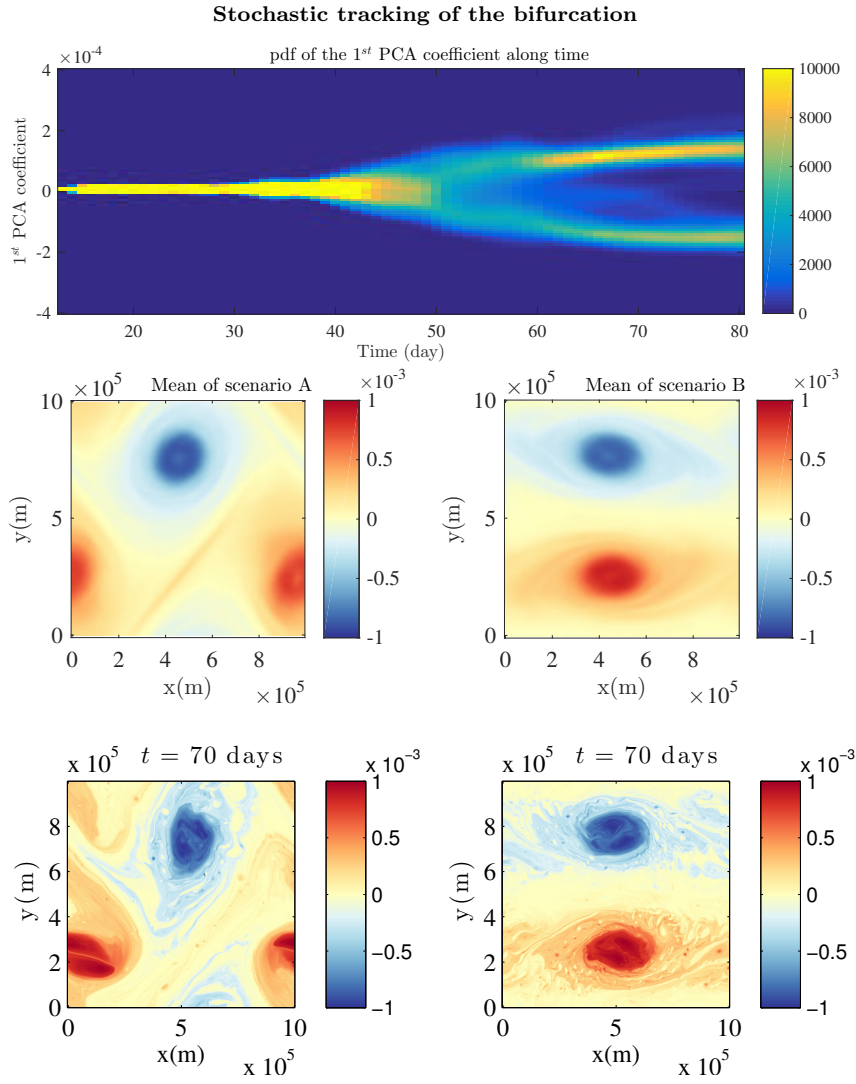 Stochastic tracking of the bifurcation
pdf of the 1st PCA coefficient along time
×10-4
4
2
0
-2
-4
1st PCA coefficient
20 30 40 50 60 70 80
Time (day)
10000
8000
6000
4000
2000
0
Mean of scenario A
×10 5
×10-3
10
5
0
y(m)
0 2 4 6 8
x(m)
×10 5
1
0.5
0
-0.5
-1
Mean of scenario B
×10 5
×10-3
10
5
0
y(m)
0 2 4 6 8
x(m)
×10 5
1
0.5
0
-0.5
-1
x 10 5
t = 70 days
x 10−3
8
6
4
2
0
y(m)
0 5 10
x(m)
x 10 5
1
0.5
0
−0.5
−1
x 10 5
t = 70 days
x 10−3
8
6
4
2
0
y(m)
0 5 10
x(m)
x 10 5
1
0.5
0
−0.5
−1